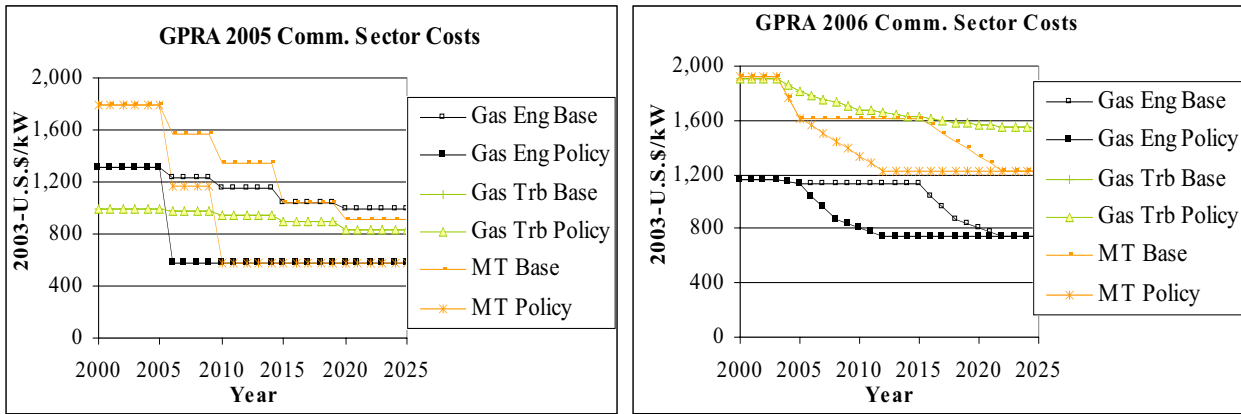 GPRA 2005 Comm. Sector Costs
2003-U.S.$/kW
2,000
1,600
1,200
800
400
0
2000 2005 2010 2015 2020 2025
Year
Gas Eng Base
Gas Eng Policy
Gas Trb Base
Gas Trb Policy
MT Base
MT Policy
GPRA 2006 Comm. Sector Costs
2003-U.S.$/kW
2,000
1,600
1,200
800
400
0
2000 2005 2010 2015 2020 2025
Year
Gas Eng Base
Gas Eng Policy
Gas Trb Base
Gas Trb Policy
MT Base
MT Policy